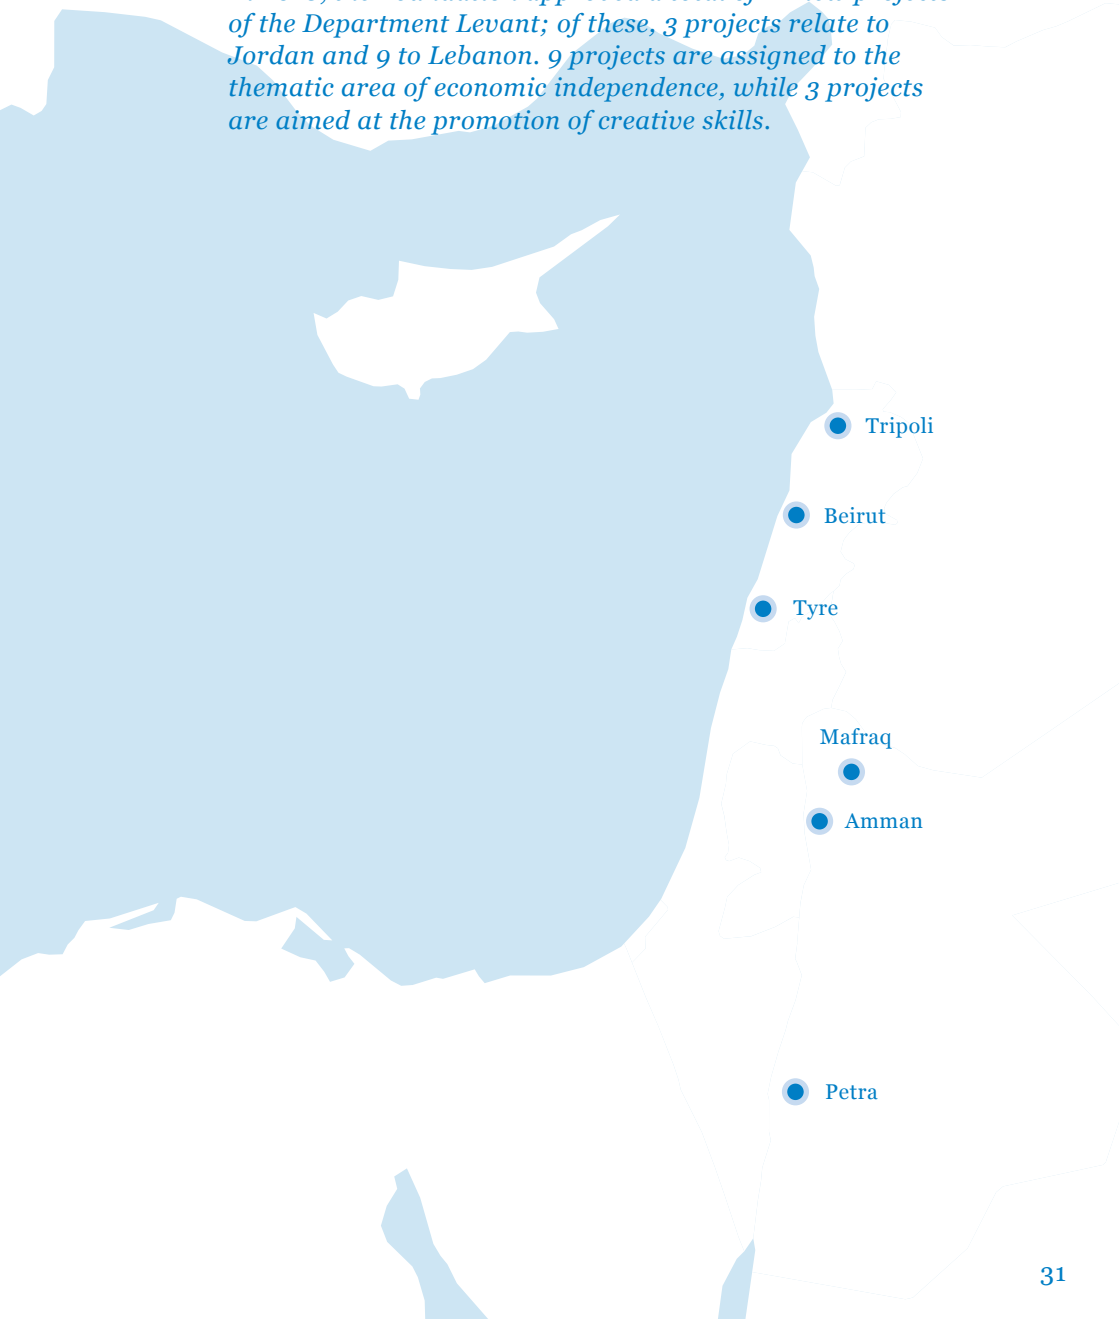 of the Department Levant; of these, 3 projects relate to
Jordan and 9 to Lebanon. 9 projects are assigned to the
thematic area of economic independence, while 3 projects
are aimed at the promotion of creative skills.
Tripoli
Beirut
Tyre
Mafraq
Amman
Petra
31